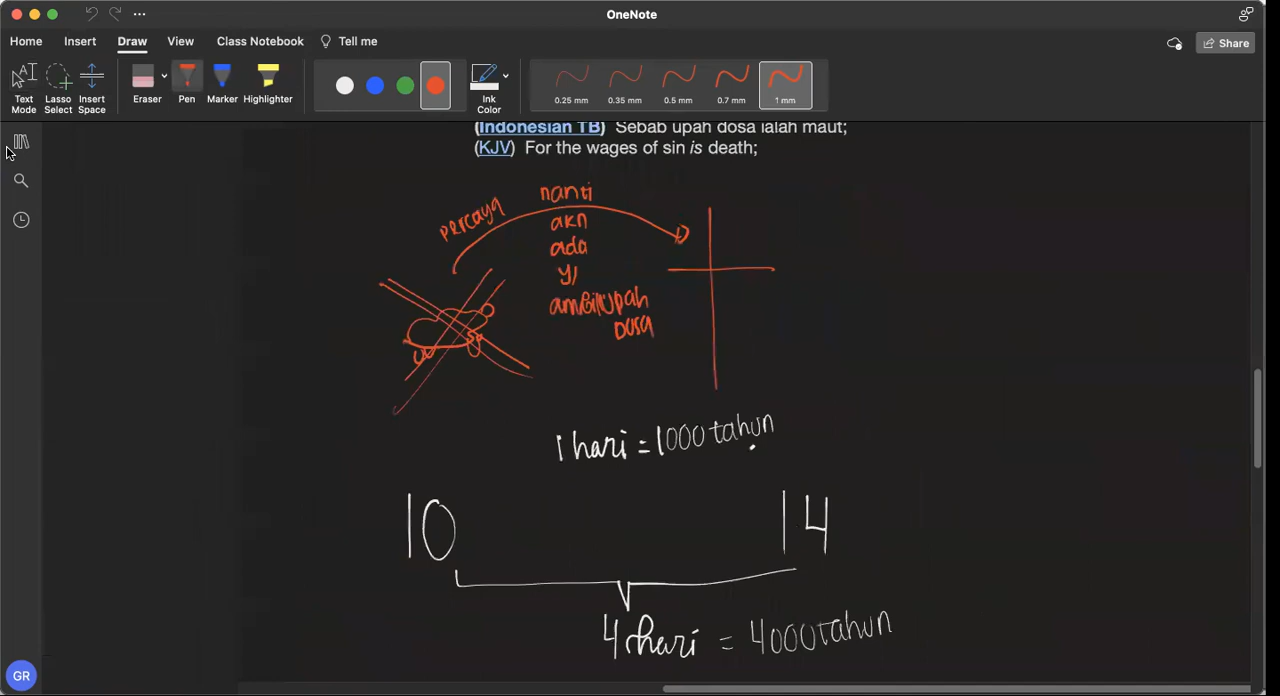 OneNote
Home Insert Draw View Class Notebook Tell me
Share
Text Mode
Lasso Select
Insert Space
Eraser
Pen
Marker
Highlighter
Ink Color
0.25 mm
0.35 mm
0.5 mm
0.7 mm
1 mm
(Indonesian TB) Sebab upah dosa ialah maut;
(KJV) For the wages of sin is death;
percaya
nanti
akn
ada
yg
ambil upah
Dosa
1 hari = 1000 tahun
10 14
4 hari = 4000 tahun
GR